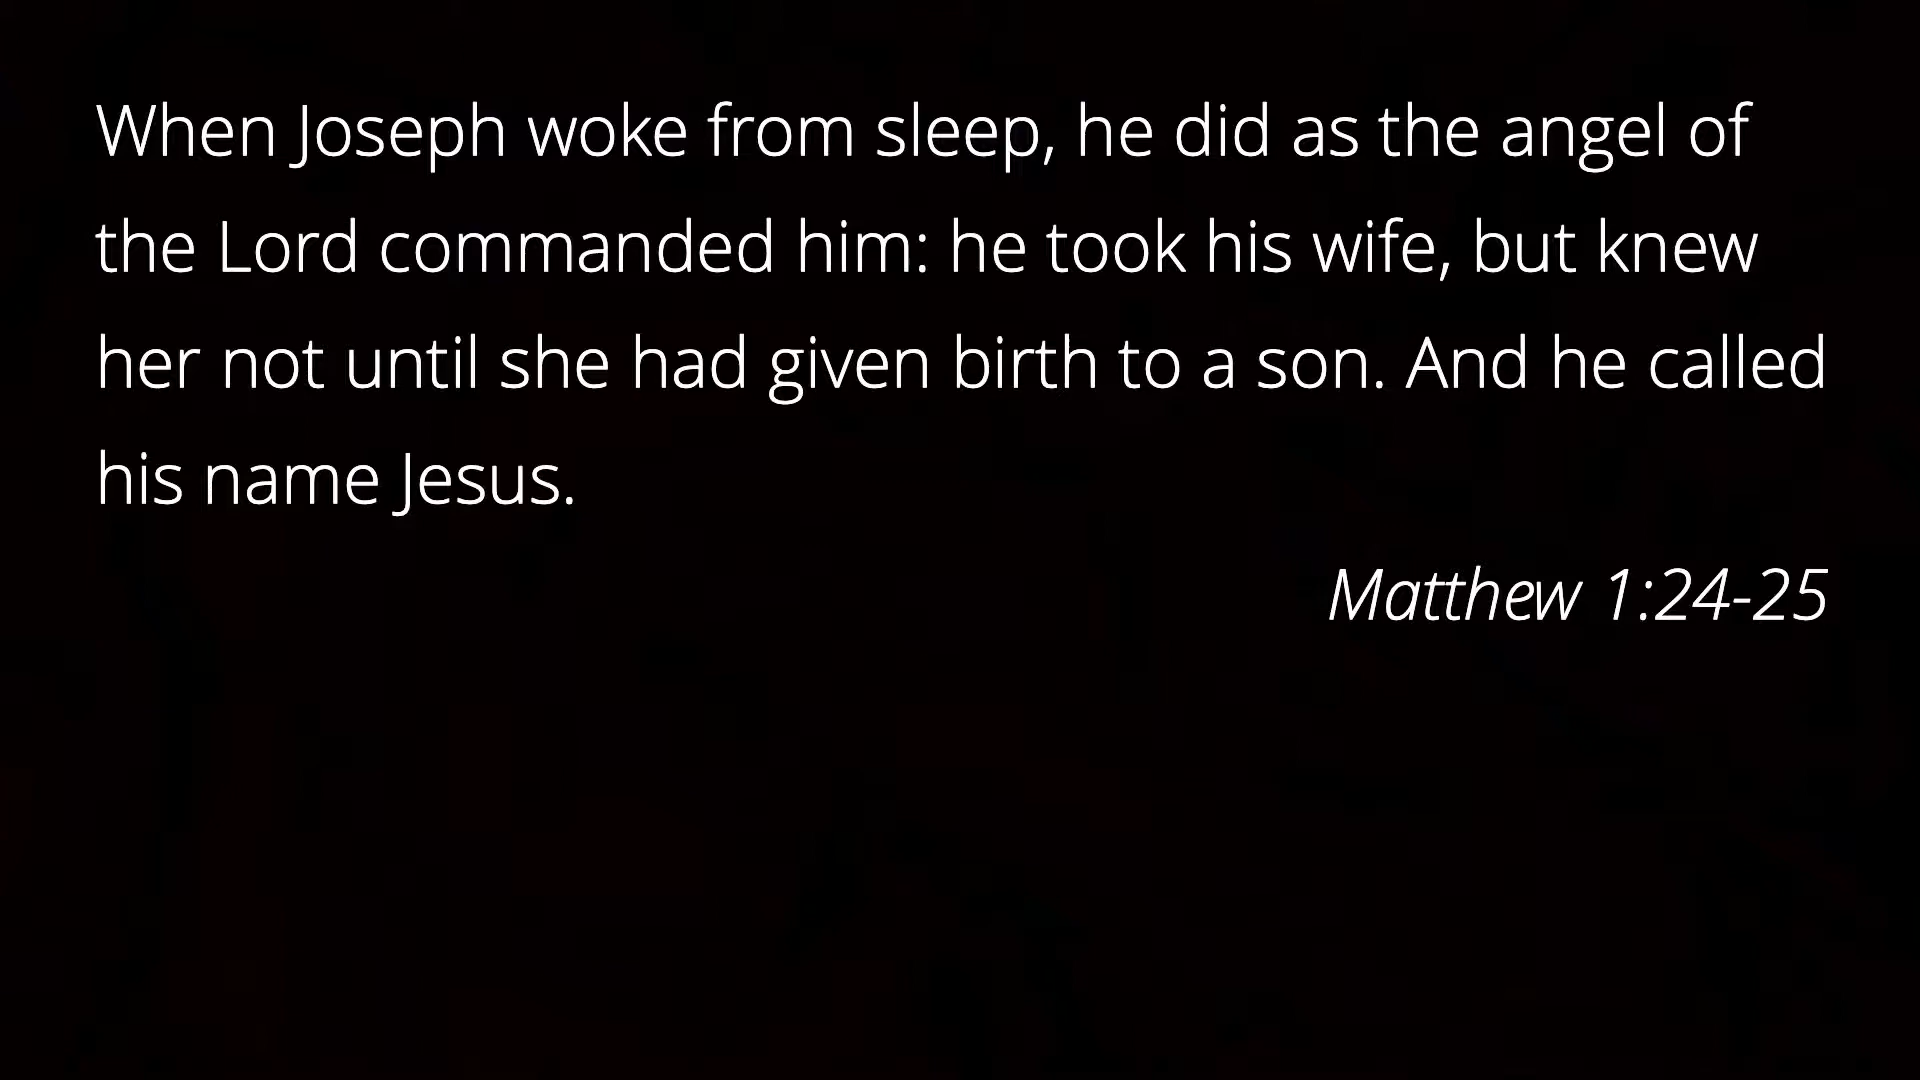 When Joseph woke from sleep, he did as the angel of
the Lord commanded him: he took his wife, but knew
her not until she had given birth to a son. And he called
his name Jesus.
Matthew 1:24-25